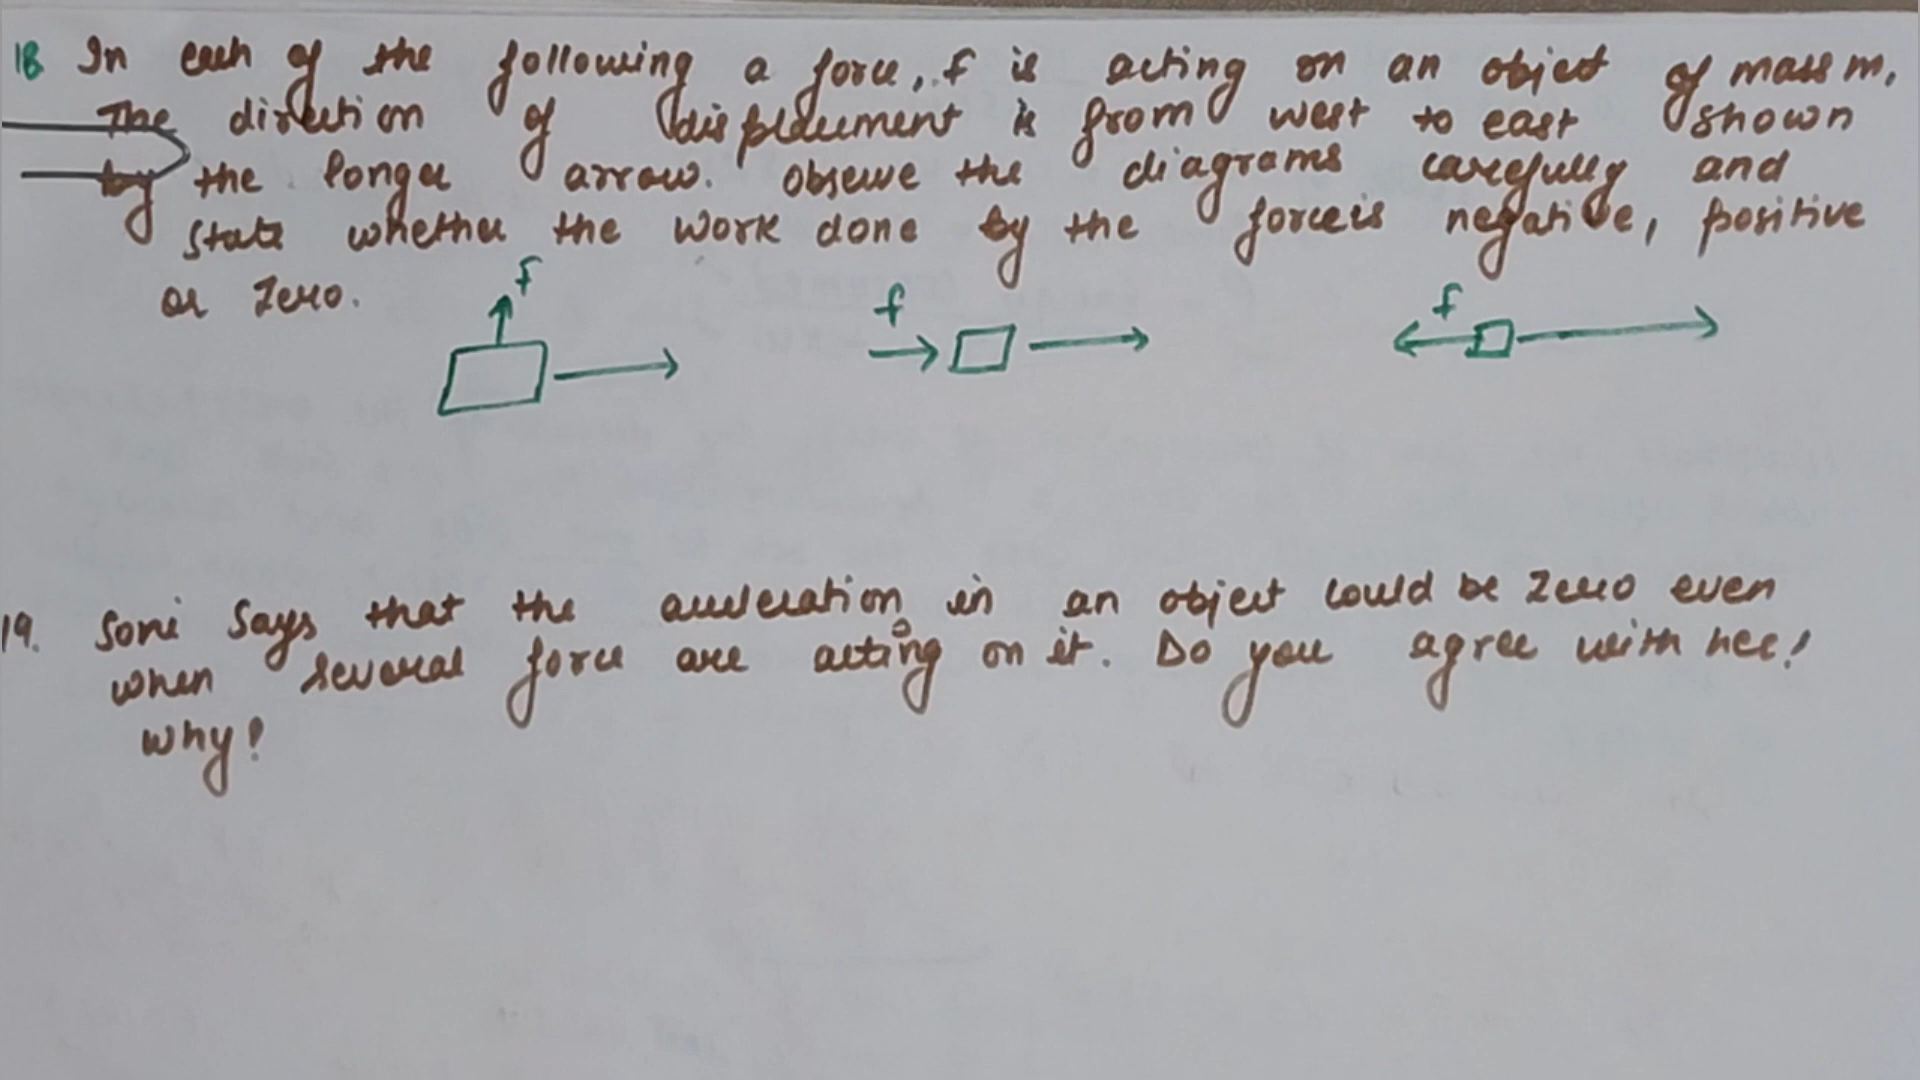 18 In each of the following a force, F is acting on an object of mass m,
The direction of displacement is from west to east shown
by the longer arrow. Observe the diagrams carefully and
state whether the work done by the force is negative, positive
or zero.
F
f
f
19. Soni says that the acceleration in an object could be zero even
when several force are acting on it. Do you agree with her!
why!